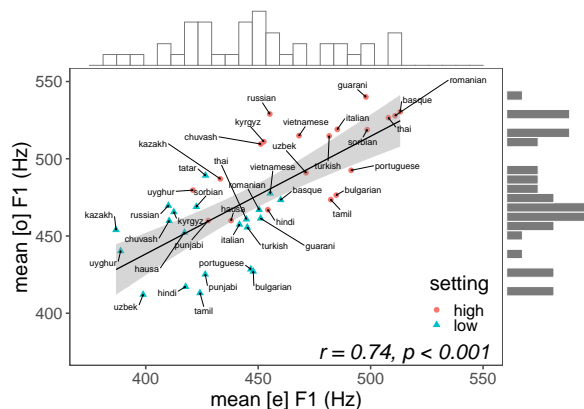 550
500
450
400
mean [o] F1 (Hz)
guarani
romanian
russian
basque
kyrgyz
vietnamese
italian
chuvash
uzbek
sorbian
thai
kazakh
thai
vietnamese
turkish
portuguese
tatar
romanian
uyghur
sorbian
basque
bulgarian
kazakh
russian
hausa
hindi
tamil
chuvash
kyrgyz
italian
guarani
punjabi
turkish
uyghur
hausa
portuguese
punjabi
bulgarian
uzbek
hindi
tamil
setting
high
low
r = 0.74, p < 0.001
400
450
500
550
mean [e] F1 (Hz)